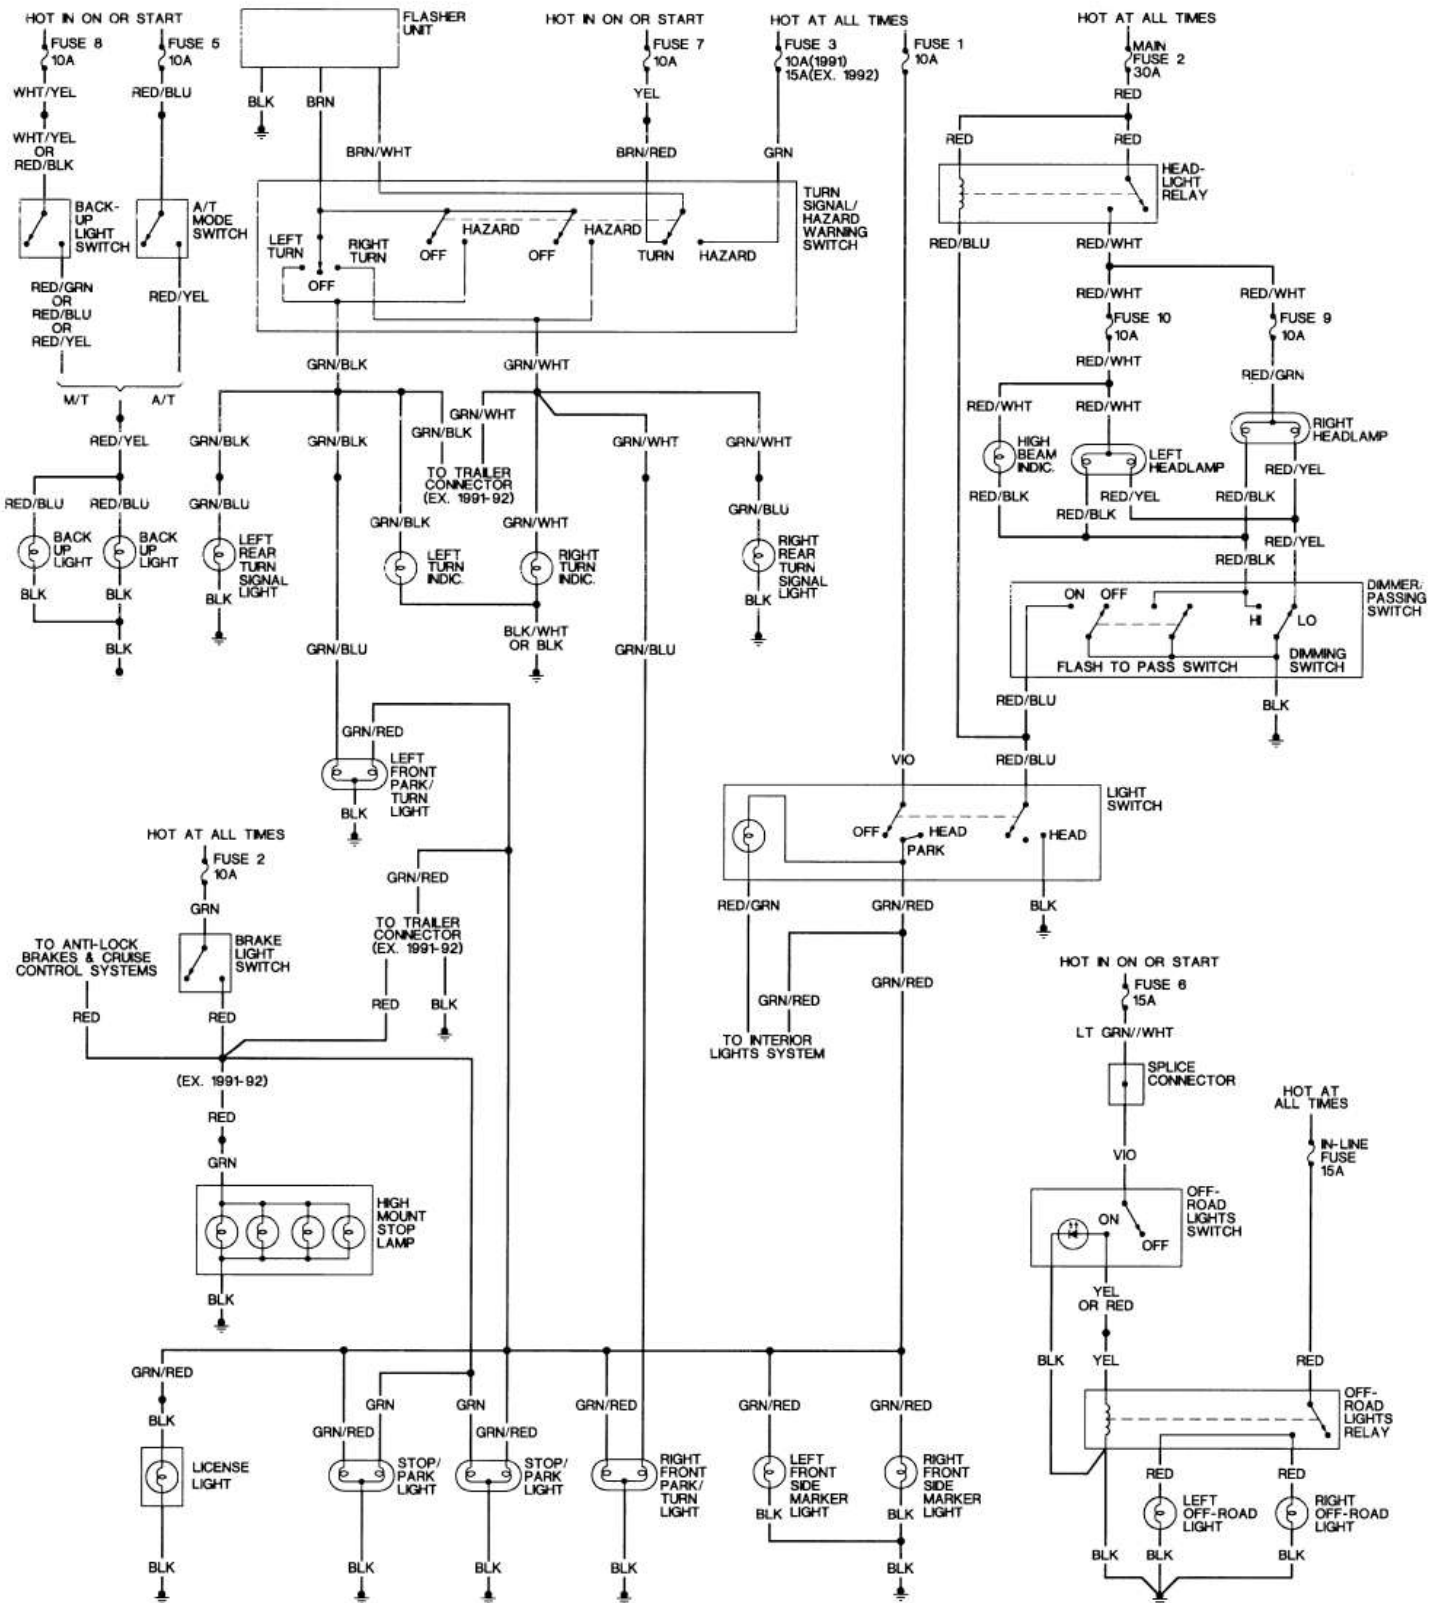 HOT IN ON OR START
FUSE 8
10A
FUSE 5
10A
WHT/YEL
RED/BLU
WHT/YEL
OR
RED/BLK
BACK-
UP
LIGHT
SWITCH
A/T
MODE
SWITCH
RED/GRN
OR
RED/BLU
OR
RED/YEL
RED/YEL
M/T
A/T
RED/YEL
RED/BLU
RED/BLU
BACK
UP
LIGHT
BACK
UP
LIGHT
BLK
BLK
BLK
FLASHER
UNIT
BLK
BRN
BRN/WHT
HOT IN ON OR START
FUSE 7
10A
YEL
BRN/RED
HOT AT ALL TIMES
FUSE 3
10A(1991)
15A(EX. 1992)
GRN
FUSE 1
10A
TURN
SIGNAL/
HAZARD
WARNING
SWITCH
LEFT
TURN
RIGHT
TURN
OFF
HAZARD
OFF
HAZARD
OFF
TURN
HAZARD
GRN/BLK
GRN/WHT
GRN/BLK
GRN/BLK
GRN/BLK
GRN/WHT
GRN/WHT
GRN/WHT
TO TRAILER
CONNECTOR
(EX. 1991-92)
GRN/BLU
GRN/BLK
GRN/WHT
GRN/BLU
LEFT
REAR
TURN
SIGNAL
LIGHT
LEFT
TURN
INDIC.
RIGHT
TURN
INDIC.
RIGHT
REAR
TURN
SIGNAL
LIGHT
BLK
BLK
BLK/WHT
OR BLK
GRN/BLU
GRN/BLU
GRN/RED
LEFT
FRONT
PARK/
TURN
LIGHT
BLK
HOT AT ALL TIMES
MAIN
FUSE 2
30A
RED
RED
RED
HEAD-
LIGHT
RELAY
RED/BLU
RED/WHT
RED/WHT
RED/WHT
FUSE 10
10A
FUSE 9
10A
RED/WHT
RED/GRN
RED/WHT
RED/WHT
RIGHT
HEADLAMP
HIGH
BEAM
INDIC.
LEFT
HEADLAMP
RED/YEL
RED/BLK
RED/YEL
RED/BLK
RED/BLK
RED/YEL
RED/BLK
DIMMER/
PASSING
SWITCH
ON
OFF
HI
LO
FLASH TO PASS SWITCH
DIMMING
SWITCH
RED/BLU
BLK
VIO
RED/BLU
LIGHT
SWITCH
OFF
HEAD
PARK
HEAD
RED/GRN
GRN/RED
BLK
GRN/RED
GRN/RED
TO INTERIOR
LIGHTS SYSTEM
HOT AT ALL TIMES
FUSE 2
10A
GRN
BRAKE
LIGHT
SWITCH
TO ANTI-LOCK
BRAKES & CRUISE
CONTROL SYSTEMS
GRN/RED
TO TRAILER
CONNECTOR
(EX. 1991-92)
RED
RED
RED
BLK
(EX. 1991-92)
RED
GRN
HIGH
MOUNT
STOP
LAMP
BLK
HOT IN ON OR START
FUSE 6
15A
LT GRN//WHT
SPLICE
CONNECTOR
HOT AT
ALL TIMES
IN-LINE
FUSE
15A
VIO
OFF-
ROAD
LIGHTS
SWITCH
ON
OFF
YEL
OR RED
BLK
YEL
RED
OFF-
ROAD
LIGHTS
RELAY
RED
RED
LEFT
OFF-ROAD
LIGHT
RIGHT
OFF-ROAD
LIGHT
BLK
BLK
BLK
GRN/RED
BLK
LICENSE
LIGHT
BLK
GRN
GRN
GRN/RED
GRN/RED
STOP/
PARK
LIGHT
STOP/
PARK
LIGHT
BLK
BLK
GRN/RED
RIGHT
FRONT
PARK/
TURN
LIGHT
BLK
GRN/RED
GRN/RED
LEFT
FRONT
SIDE
MARKER
LIGHT
RIGHT
FRONT
SIDE
MARKER
LIGHT
BLK
BLK
BLK